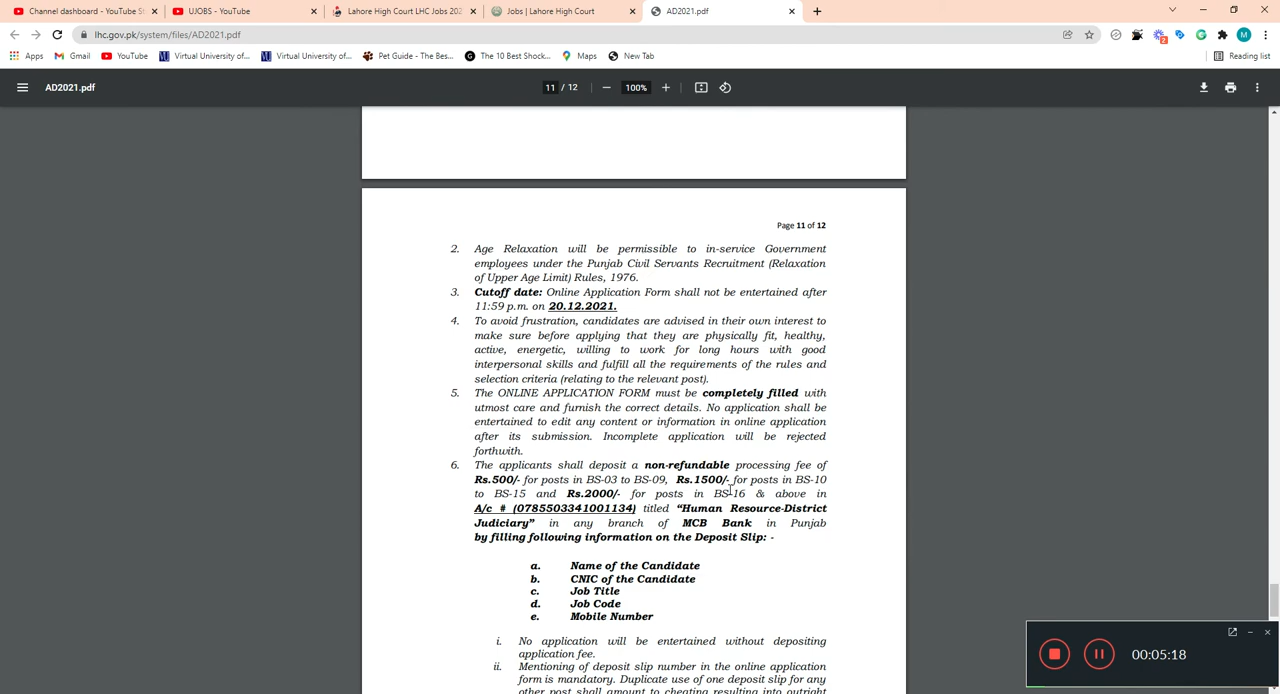 Channel dashboard - YouTube St
UJOBS - YouTube
Lahore High Court LHC Jobs 202
Jobs | Lahore High Court
AD2021.pdf
lhc.gov.pk/system/files/AD2021.pdf
2
M
Apps
Gmail
YouTube
Virtual University of...
Virtual University of...
Pet Guide - The Bes...
The 10 Best Shock...
Maps
New Tab
Reading list
AD2021.pdf
11 / 12
100%
Page 11 of 12
2. Age Relaxation will be permissible to in-service Government
employees under the Punjab Civil Servants Recruitment (Relaxation
of Upper Age Limit) Rules, 1976.
3. Cutoff date: Online Application Form shall not be entertained after
11:59 p.m. on 20.12.2021.
4. To avoid frustration, candidates are advised in their own interest to
make sure before applying that they are physically fit, healthy,
active, energetic, willing to work for long hours with good
interpersonal skills and fulfill all the requirements of the rules and
selection criteria (relating to the relevant post).
5. The ONLINE APPLICATION FORM must be completely filled with
utmost care and furnish the correct details. No application shall be
entertained to edit any content or information in online application
after its submission. Incomplete application will be rejected
forthwith.
6. The applicants shall deposit a non-refundable processing fee of
Rs.500/- for posts in BS-03 to BS-09, Rs.1500/- for posts in BS-10
to BS-15 and Rs.2000/- for posts in BS-16 & above in
A/c # (0785503341001134) titled "Human Resource-District
Judiciary" in any branch of MCB Bank in Punjab
by filling following information on the Deposit Slip: -
a. Name of the Candidate
b. CNIC of the Candidate
c. Job Title
d. Job Code
e. Mobile Number
i. No application will be entertained without depositing
application fee.
ii. Mentioning of deposit slip number in the online application
form is mandatory. Duplicate use of one deposit slip for any
other post shall amount to cheating resulting into outright
00:05:18